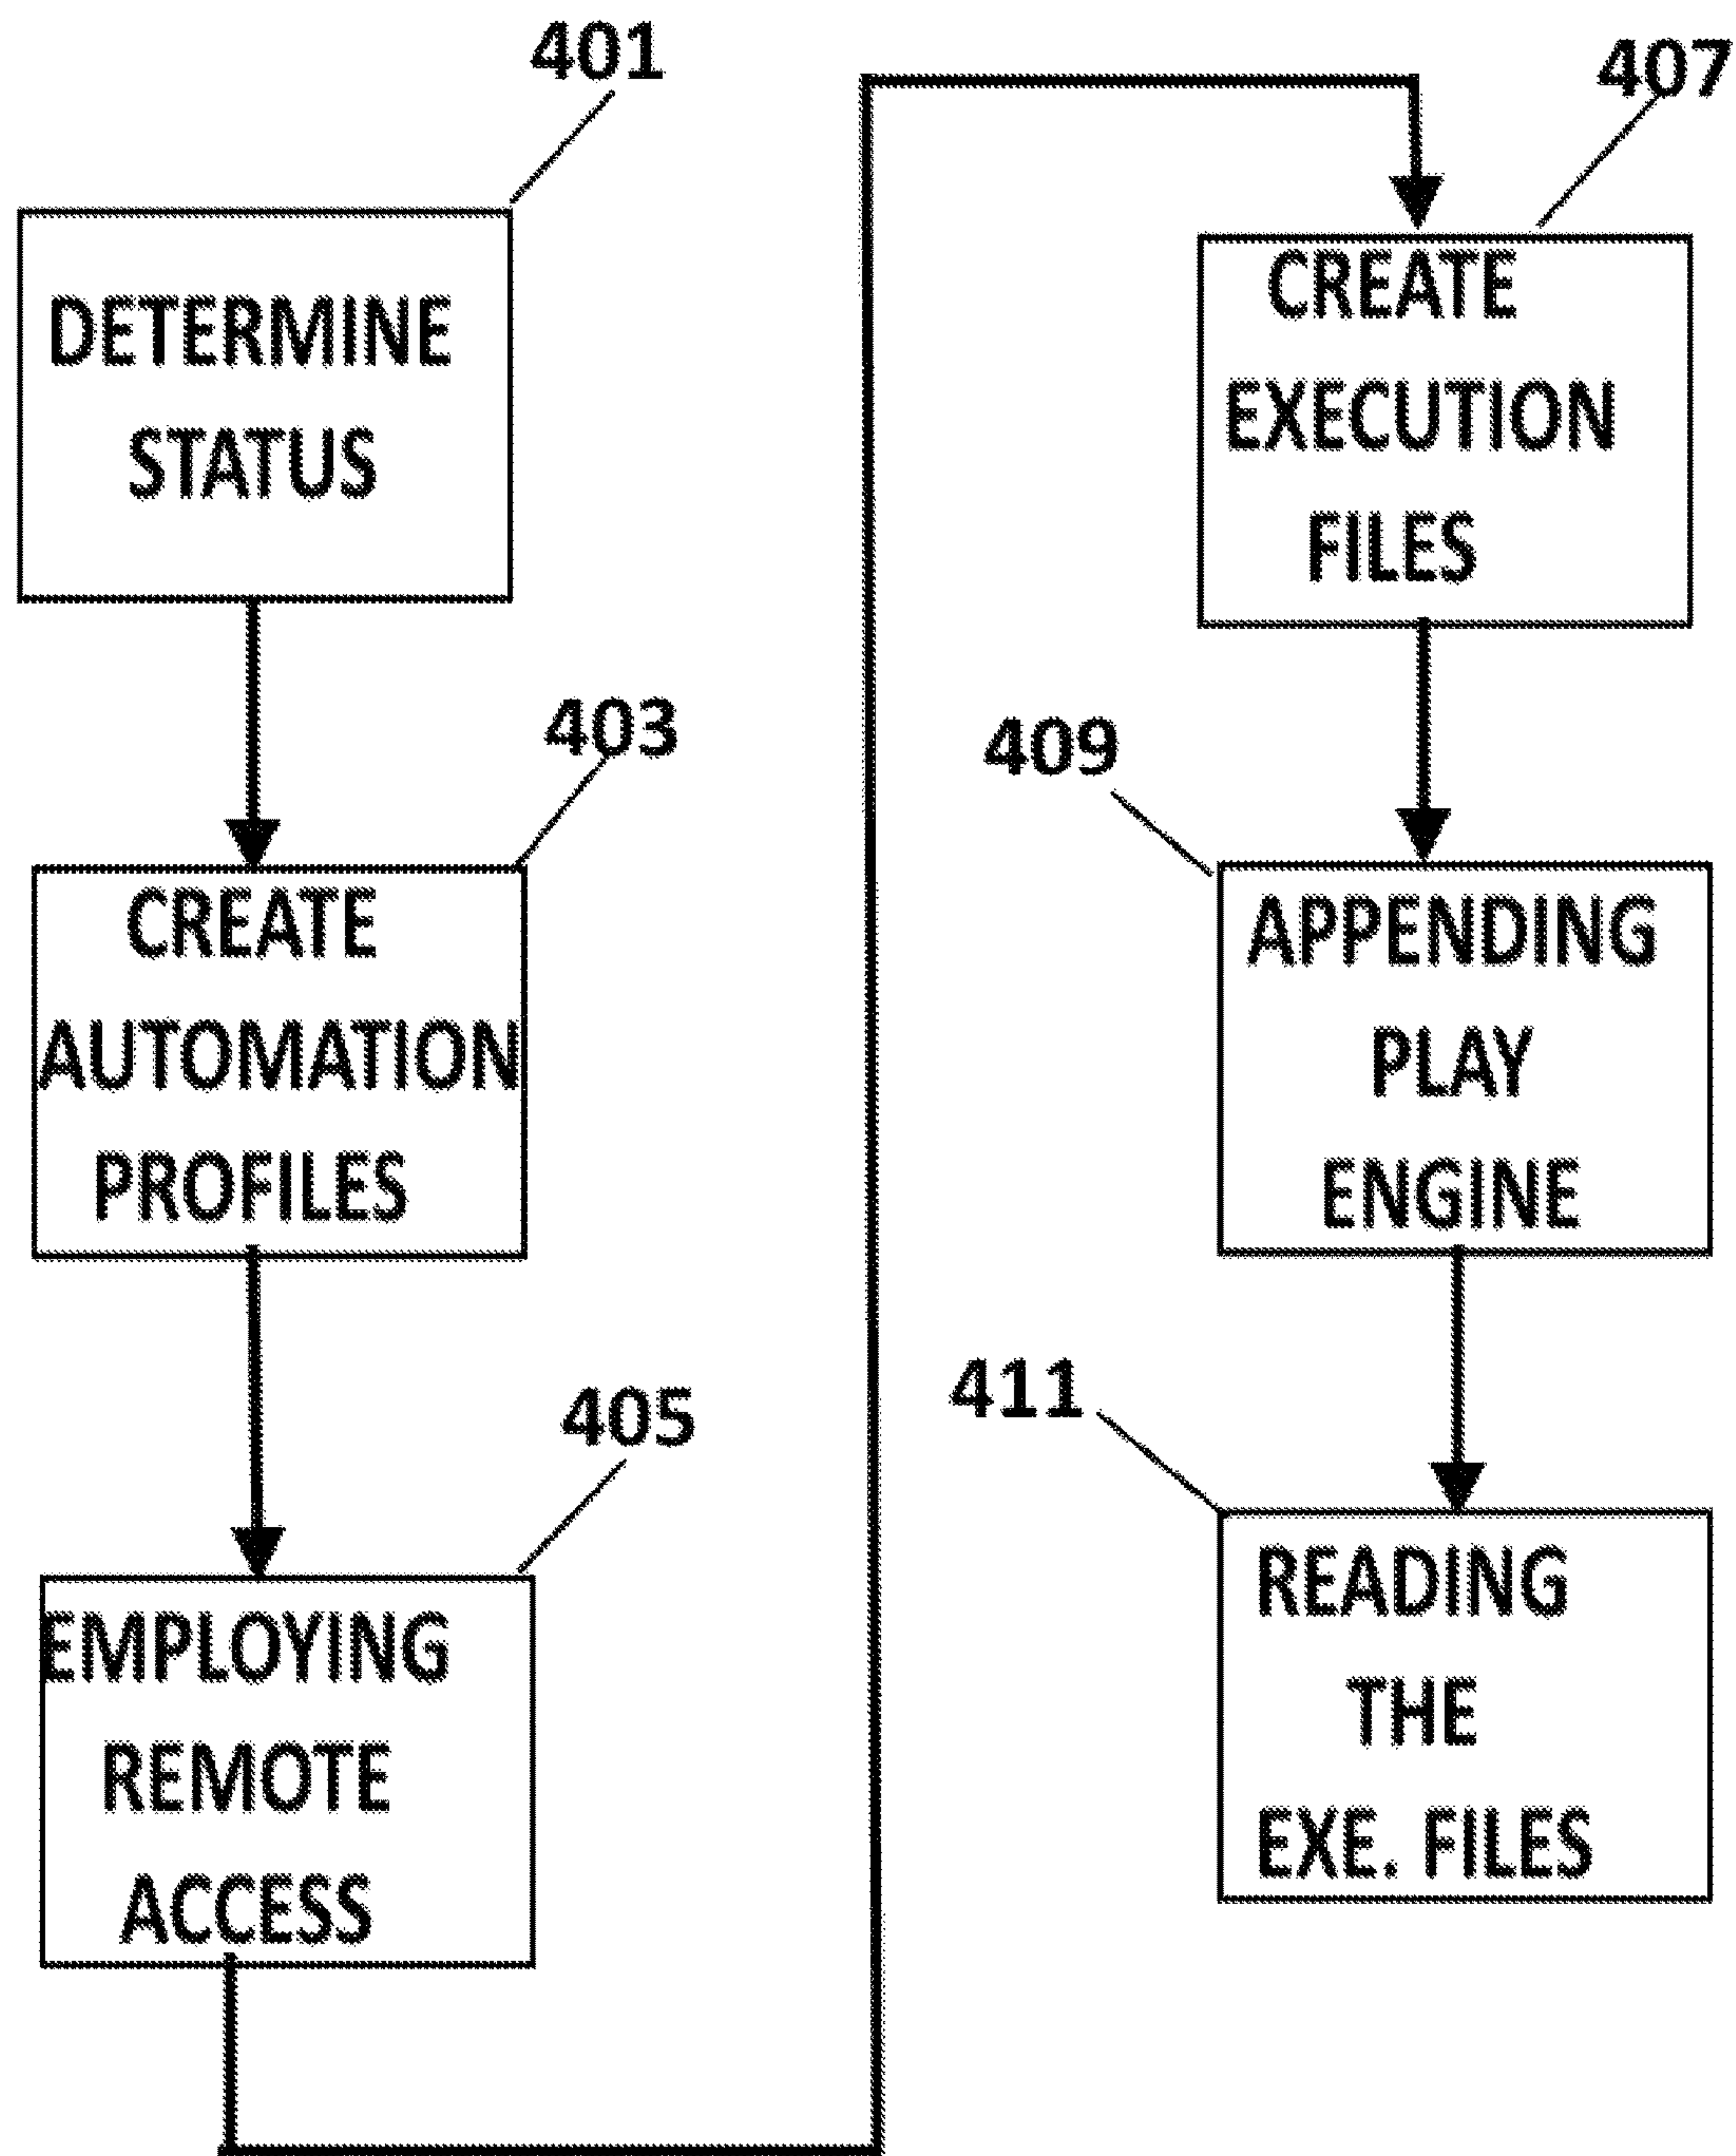 401
DETERMINE
STATUS
403
CREATE
AUTOMATION
PROFILES
405
EMPLOYING
REMOTE
ACCESS
407
CREATE
EXECUTION
FILES
409
APPENDING
PLAY
ENGINE
411
READING
THE
EXE. FILES